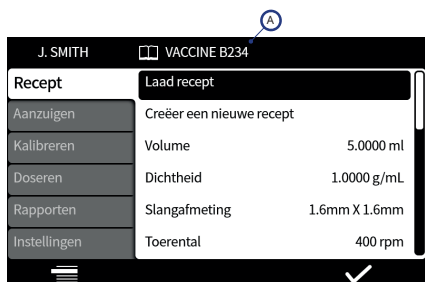 A
J. SMITH VACCINE B234
Recept Laad recept
Aanzuigen Creëer een nieuwe recept
Kalibreren Volume 5.0000 ml
Doseren Dichtheid 1.0000 g/mL
Rapporten Slangafmeting 1.6mm X 1.6mm
Instellingen Toerental 400 rpm